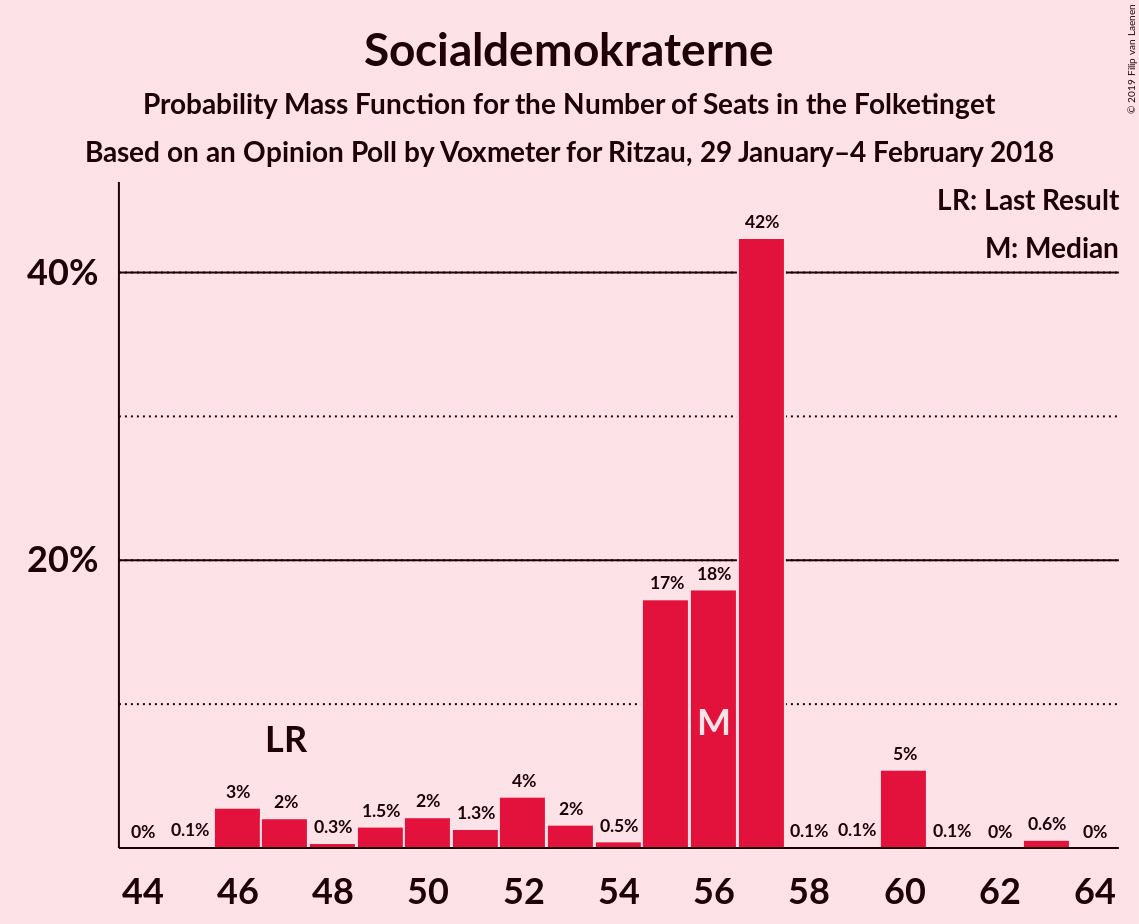 Socialdemokraterne
Probability Mass Function for the Number of Seats in the Folketinget
Based on an Opinion Poll by Voxmeter for Ritzau, 29 January–4 February 2018
© 2019 Filip van Laenen
LR: Last Result
M: Median
40%
20%
0%
0.1%
3%
2%
0.3%
1.5%
2%
1.3%
4%
2%
0.5%
17%
18%
42%
0.1%
0.1%
5%
0.1%
0%
0.6%
0%
LR
M
44 46 48 50 52 54 56 58 60 62 64